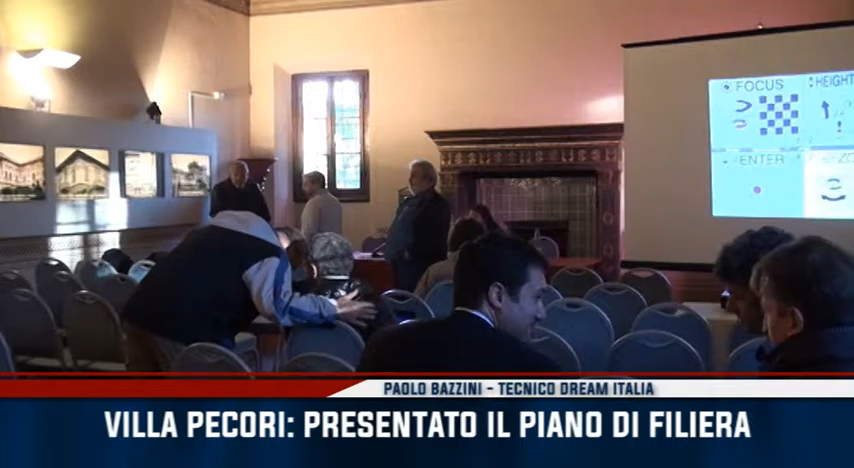 FOCUS
HEIGHT
ENTER
PAOLO BAZZINI - TECNICO DREAM ITALIA
VILLA PECORI: PRESENTATO IL PIANO DI FILIERA